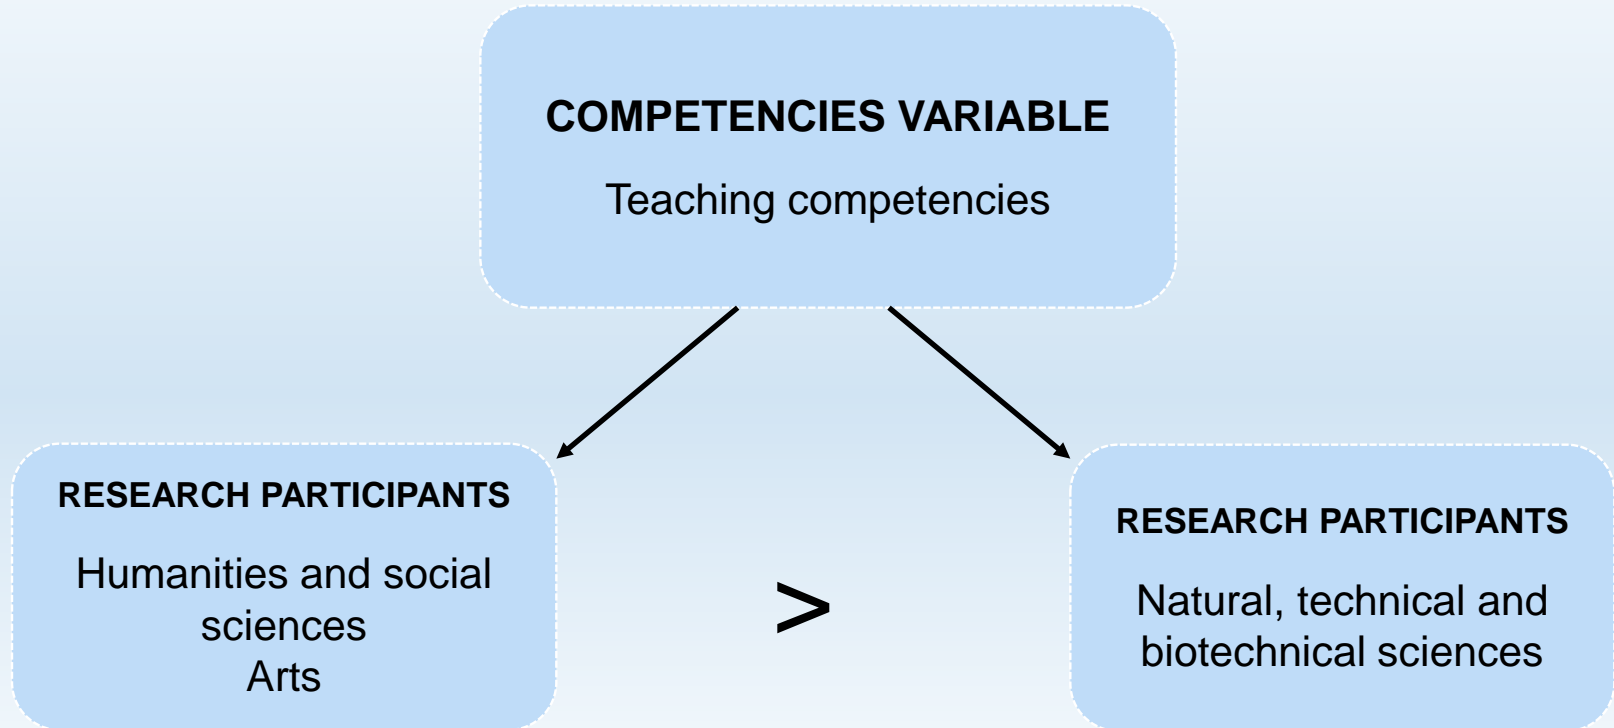 COMPETENCIES VARIABLE
Teaching competencies
RESEARCH PARTICIPANTS
Humanities and social
sciences
Arts
>
RESEARCH PARTICIPANTS
Natural, technical and
biotechnical sciences